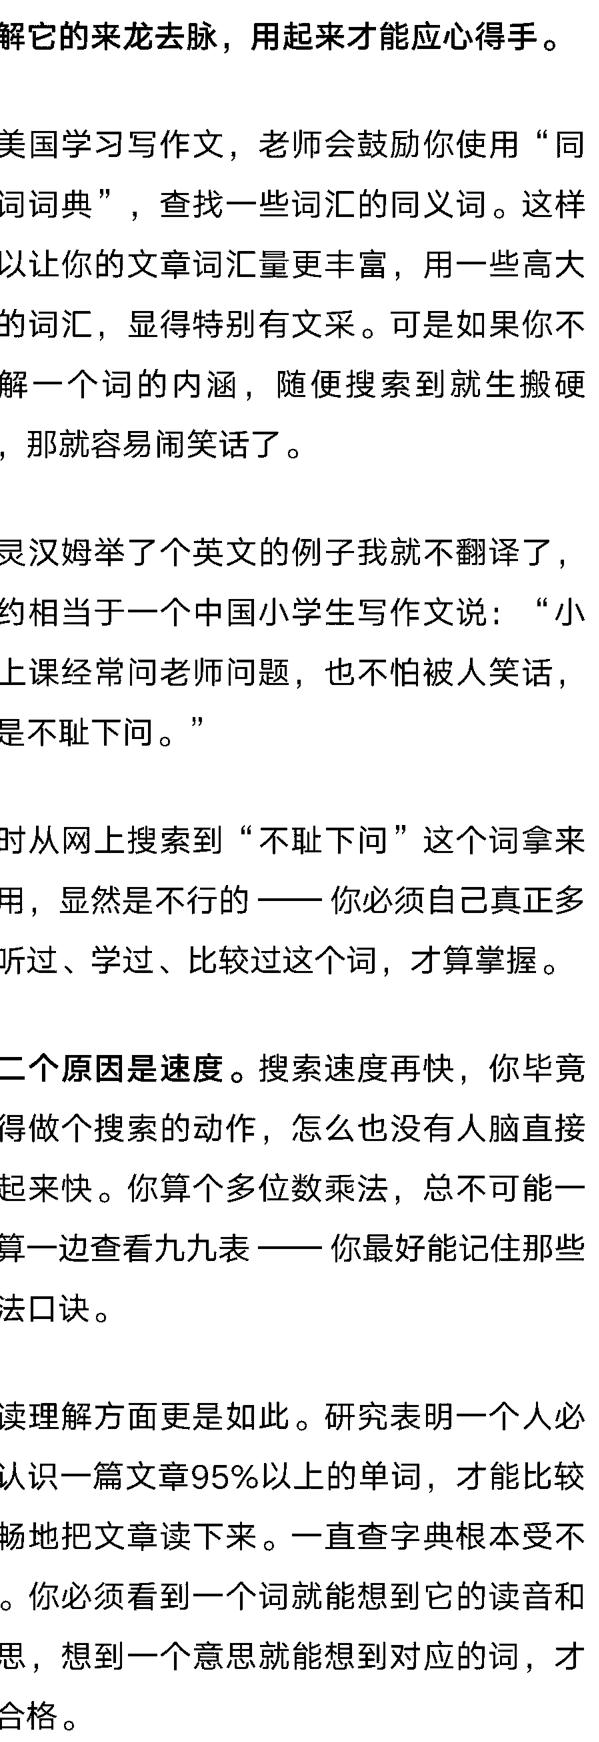 解它的来龙去脉，用起来才能应心得手。
美国学习写作文，老师会鼓励你使用“同
词词典”，查找一些词汇的同义词。这样
以让你的文章词汇量更丰富，用一些高大
的词汇，显得特别有文采。可是如果你不
解一个词的内涵，随便搜索到就生搬硬
，那就容易闹笑话了。
灵汉姆举了个英文的例子我就不翻译了，
约相当于一个中国小学生写作文说：“小
上课经常问老师问题，也不怕被人笑话，
是不耻下问。”
时从网上搜索到“不耻下问”这个词拿来
用，显然是不行的 —— 你必须自己真正多
听过、学过、比较过这个词，才算掌握。
二个原因是速度。搜索速度再快，你毕竟
得做个搜索的动作，怎么也没有人脑直接
起来快。你算个多位数乘法，总不可能一
算一边查看九九表 —— 你最好能记住那些
法口诀。
读理解方面更是如此。研究表明一个人必
认识一篇文章95%以上的单词，才能比较
畅地把文章读下来。一直查字典根本受不
。你必须看到一个词就能想到它的读音和
思，想到一个意思就能想到对应的词，才
合格。